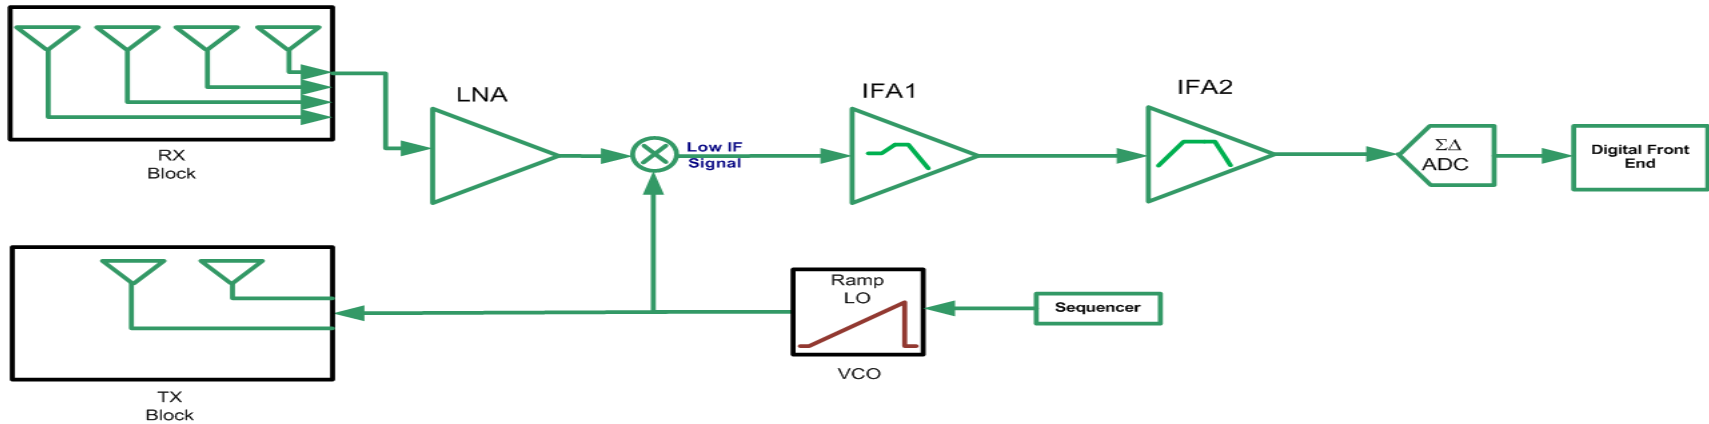 RX
Block
LNA
Low IF
Signal
IFA1
IFA2
ΣΔ
ADC
Digital Front
End
Ramp
LO
VCO
Sequencer
TX
Block